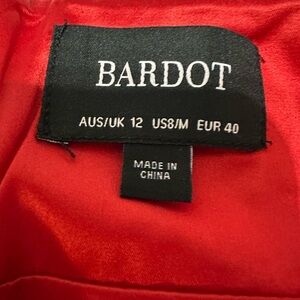 BARDOT
AUS/UK 12 US8/M EUR 40
MADE IN
CHINA